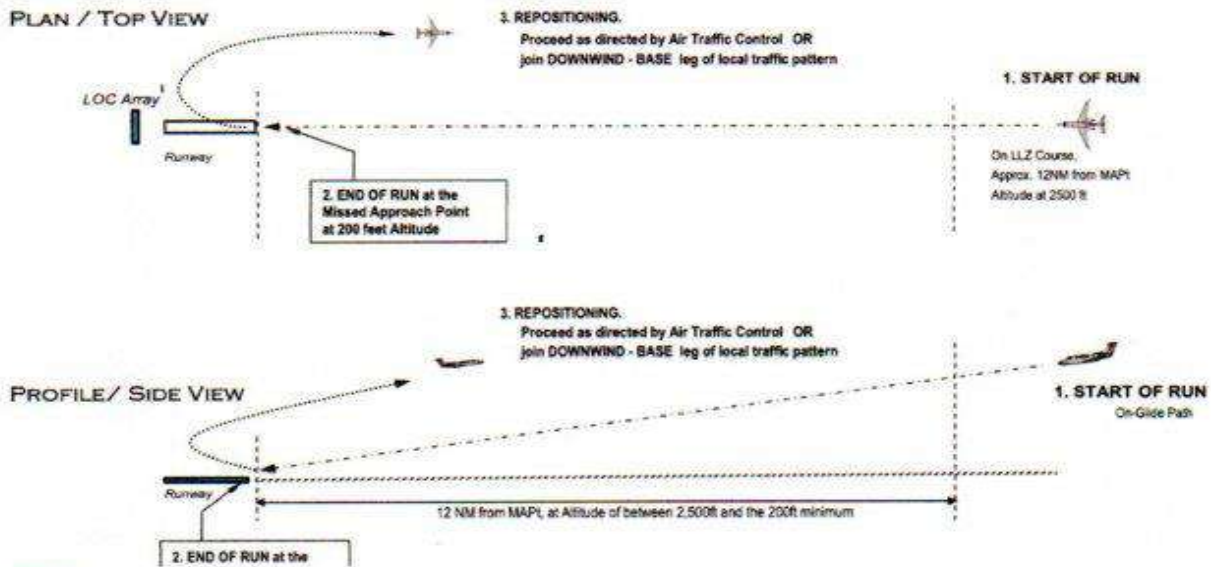 PLAN / TOP VIEW
3. REPOSITIONING.
Proceed as directed by Air Traffic Control OR
join DOWNWIND - BASE leg of local traffic pattern
1. START OF RUN
LOC Array
Runway
On LLZ Course,
Approx. 12NM from MAPt
Altitude at 2500 ft
2. END OF RUN at the
Missed Approach Point
at 200 feet Altitude
3. REPOSITIONING.
Proceed as directed by Air Traffic Control OR
join DOWNWIND - BASE leg of local traffic pattern
PROFILE/ SIDE VIEW
1. START OF RUN
On-Glide Path
Runway
12 NM from MAPt, at Altitude of between 2,500ft and the 200ft minimum
2. END OF RUN at the